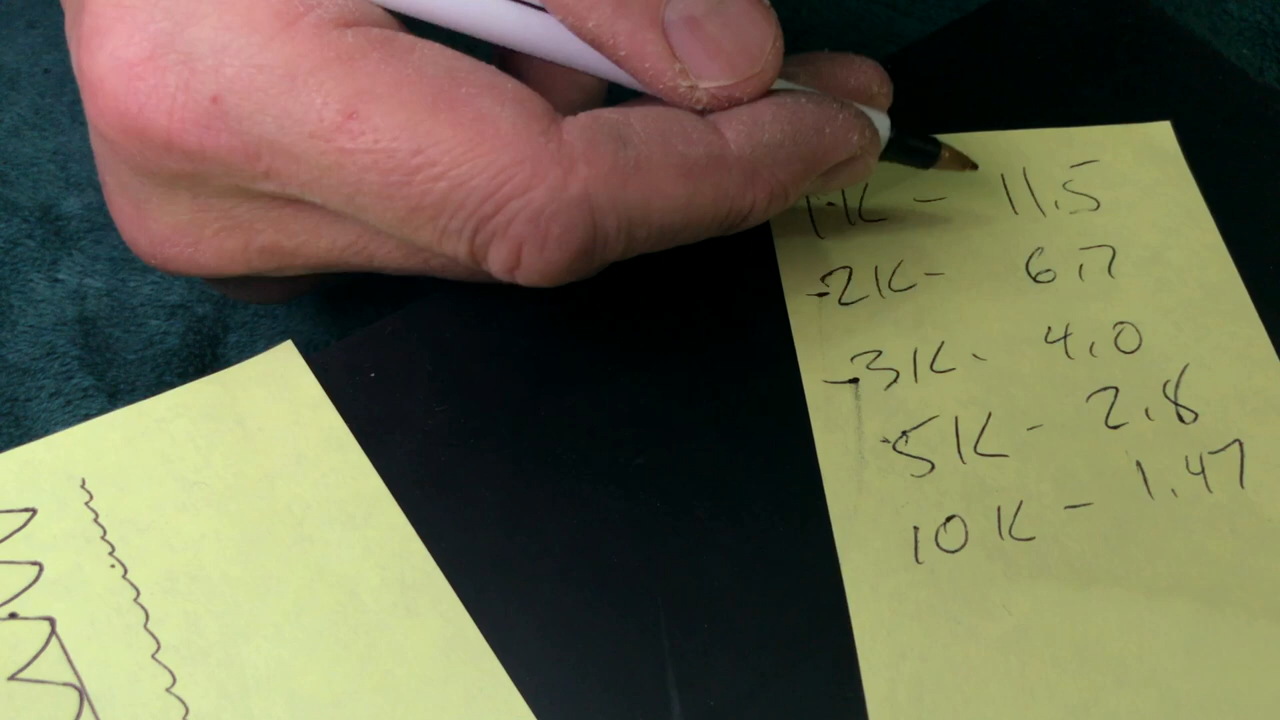 1K - 11.5
-2K- 6.7
-3K- 4.0
5K - 2.8
10K - 1.47